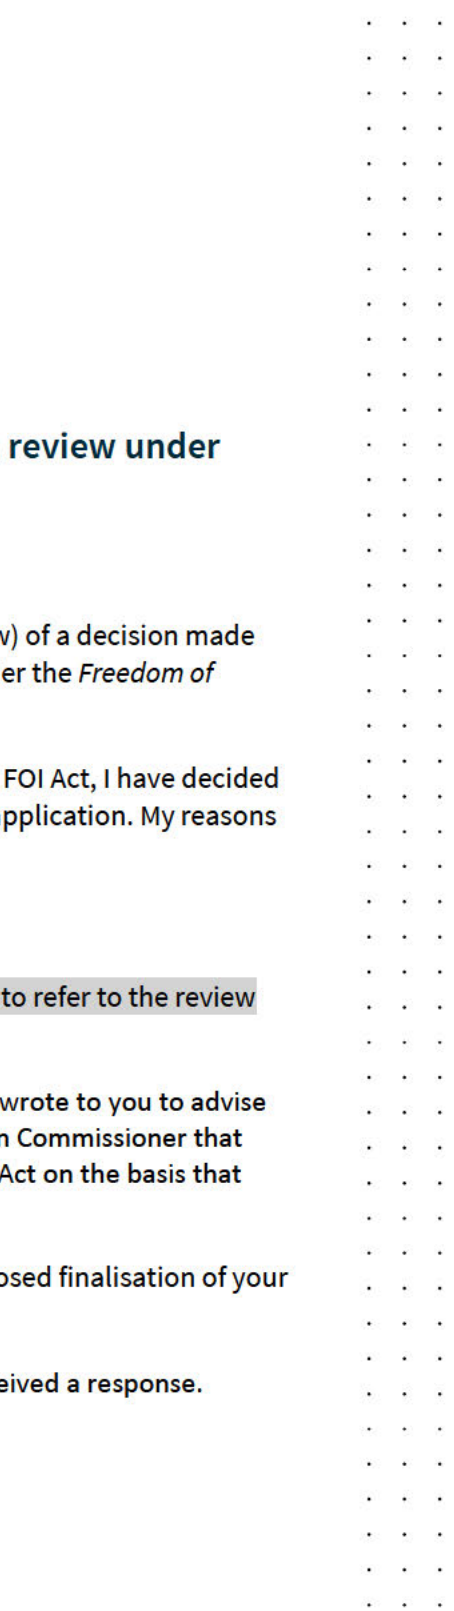 review under
) of a decision made
er the Freedom of
FOI Act, I have decided
application. My reasons
to refer to the review
wrote to you to advise
n Commissioner that
Act on the basis that
osed finalisation of your
eived a response.